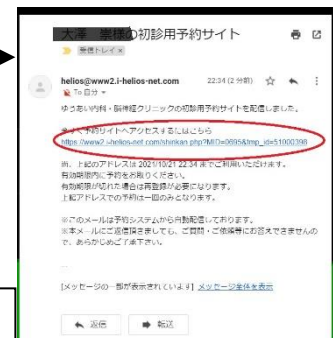 大澤 崇様の初診用予約サイト
受信トレイ ×
helios@www2.i-helios-net.com 22:34 (2 分前)
To 自分
ゆうあい内科・脳神経クリニックの初診用予約サイトを配信しました。
今すぐ予約サイトへアクセスするにはこちら
https://www2.i-helios-net.com/shinkan.php?MID=0695&tmp_id=51000398
尚、上記のアドレスは 2021/10/21 22:34 までご利用いただけます。
有効期限内に予約をお取りください。
有効期限が切れた場合は再登録が必要になります。
上記アドレスでの予約は一回のみとなります。
※このメールは予約システムから自動配信しております。
※本メールにご返信頂きましても、ご質問・ご依頼等にお答えできませんの
で、あらかじめご了承下さい。
...
[メッセージの一部が表示されています] メッセージ全体を表示
返信 転送